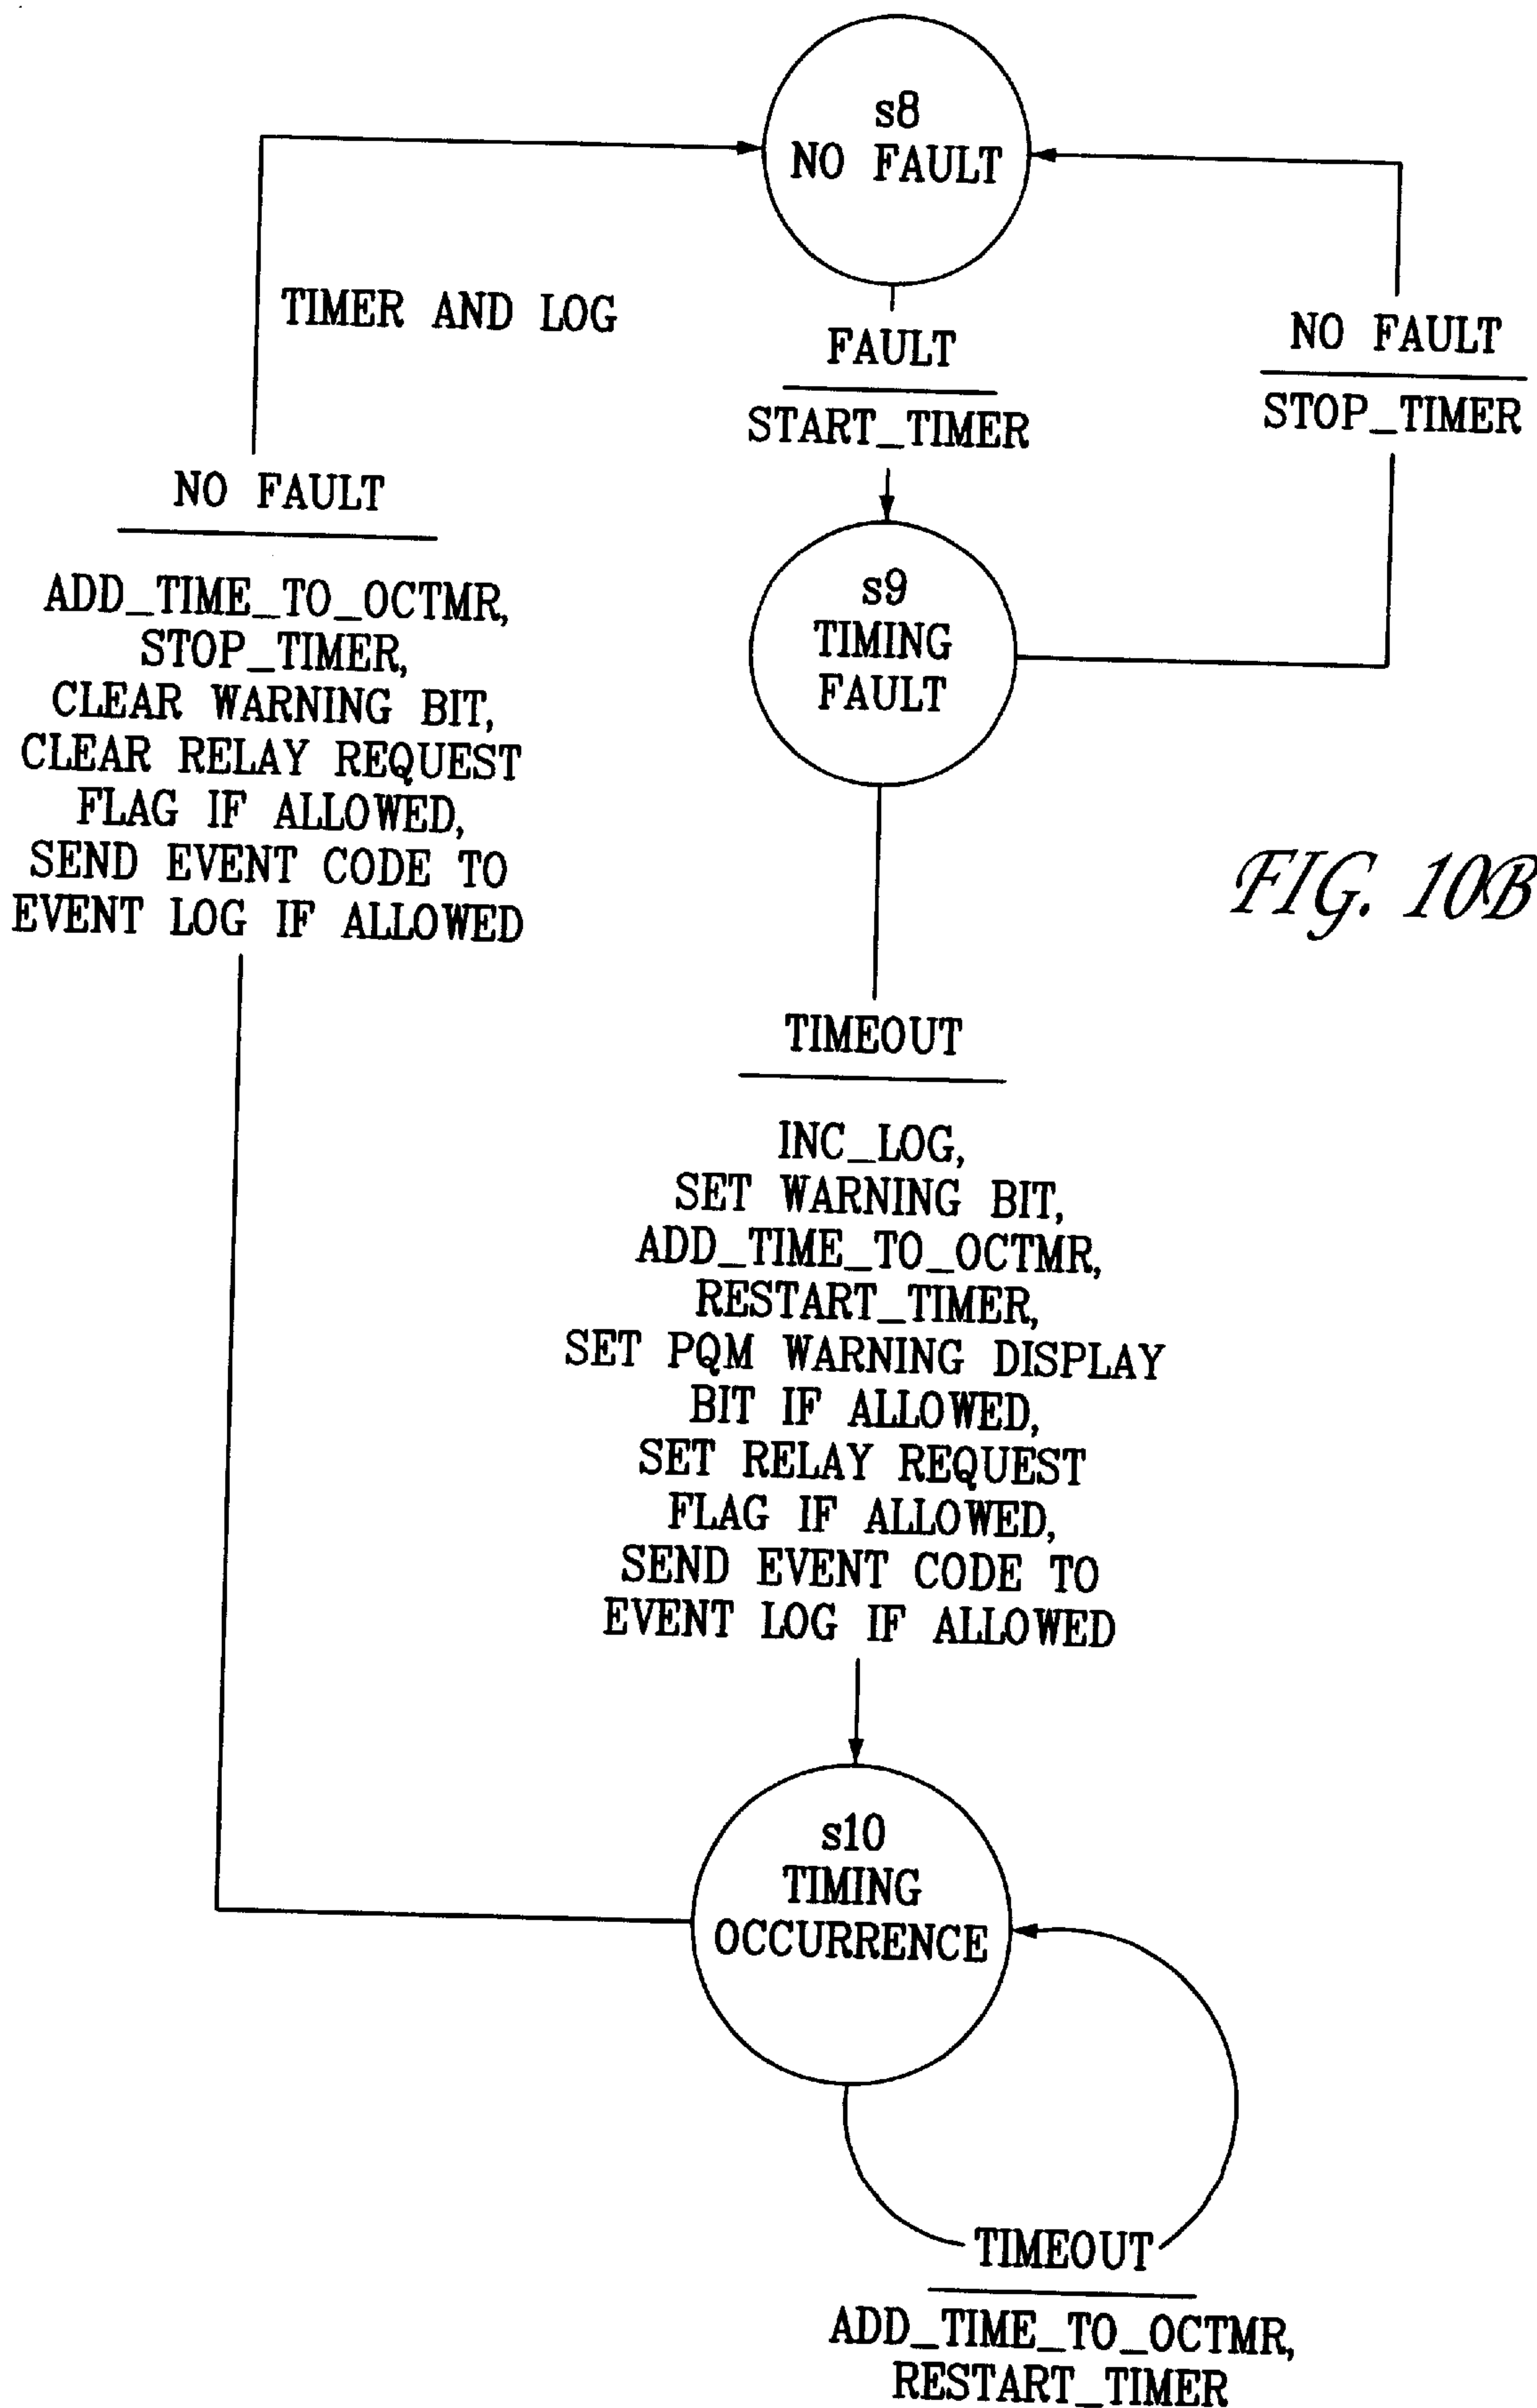 s8
NO FAULT
TIMER AND LOG
FAULT
START_TIMER
NO FAULT
STOP_TIMER
NO FAULT
ADD_TIME_TO_OCTMR,
STOP_TIMER,
CLEAR WARNING BIT,
CLEAR RELAY REQUEST
FLAG IF ALLOWED,
SEND EVENT CODE TO
EVENT LOG IF ALLOWED
s9
TIMING
FAULT
FIG. 10B
TIMEOUT
INC_LOG,
SET WARNING BIT,
ADD_TIME_TO_OCTMR,
RESTART_TIMER,
SET PQM WARNING DISPLAY
BIT IF ALLOWED,
SET RELAY REQUEST
FLAG IF ALLOWED,
SEND EVENT CODE TO
EVENT LOG IF ALLOWED
s10
TIMING
OCCURRENCE
TIMEOUT
ADD_TIME_TO_OCTMR,
RESTART_TIMER